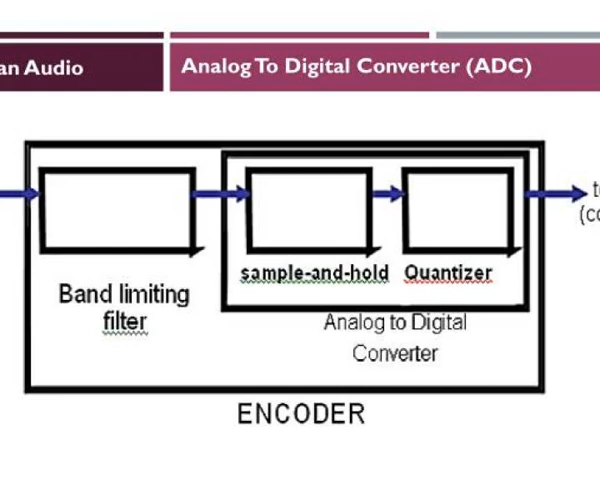 an Audio
Analog To Digital Converter (ADC)
sample-and-hold Quantizer
Band limiting
filter
Analog to Digital
Converter
ENCODER